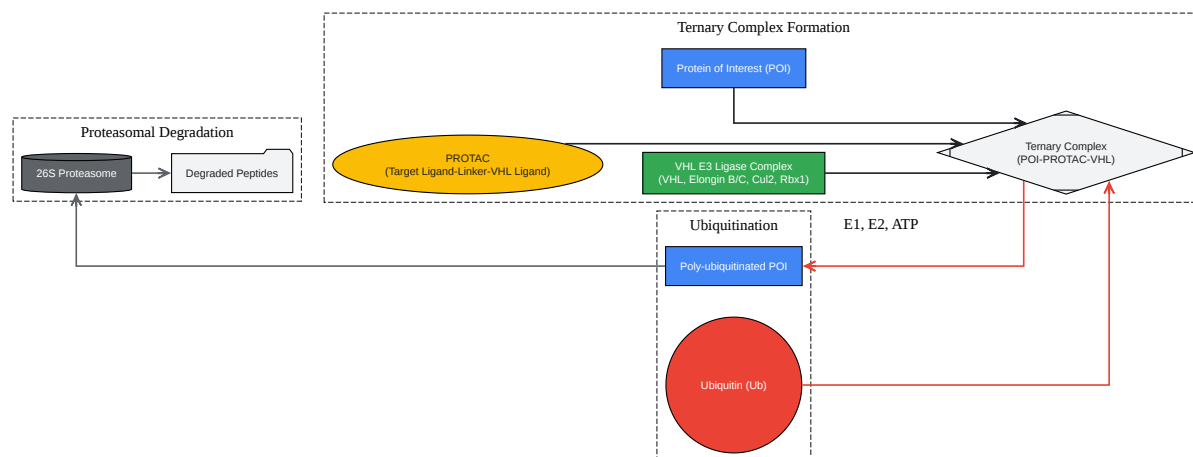 Ternary Complex Formation
Protein of Interest (POI)
Proteasomal Degradation
26S Proteasome
Degraded Peptides
PROTAC
(Target Ligand-Linker-VHL Ligand)
VHL E3 Ligase Complex
(VHL, Elongin B/C, Cul2, Rbx1)
Ternary Complex
(POI-PROTAC-VHL)
Ubiquitination
E1, E2, ATP
Poly-ubiquitinated POI
Ubiquitin (Ub)